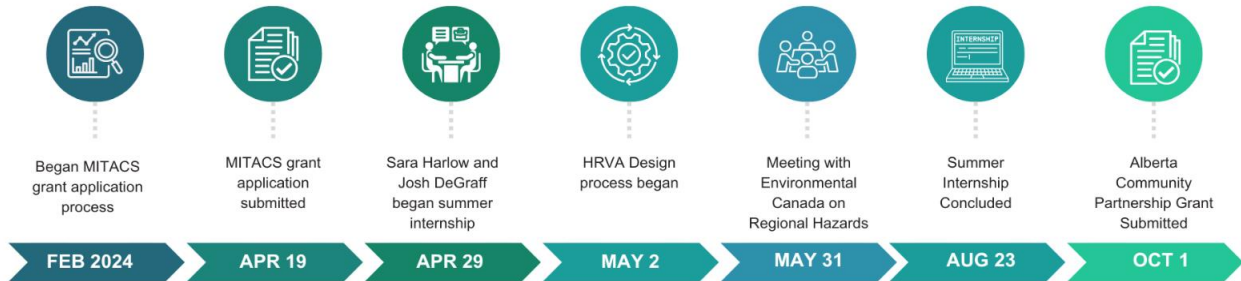 INTERNSHIP
Began MITACS
grant application
process
MITACS grant
application
submitted
Sara Harlow and
Josh DeGraff
began summer
internship
HRVA Design
process began
Meeting with
Environmental
Canada on
Regional Hazards
Summer
Internship
Concluded
Alberta
Community
Partnership Grant
Submitted
FEB 2024
APR 19
APR 29
MAY 2
MAY 31
AUG 23
OCT 1